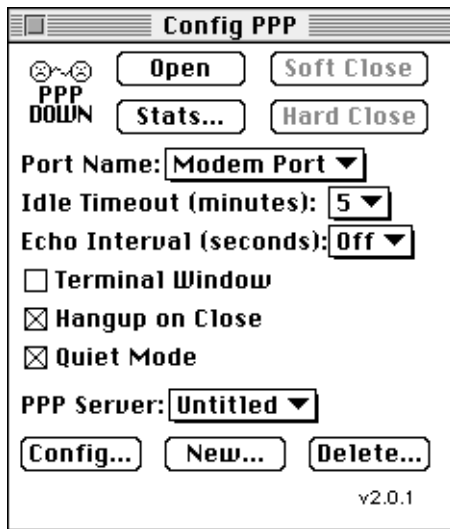 Config PPP
PPP DOWN
Open
Soft Close
Stats...
Hard Close
Port Name: Modem Port
Idle Timeout (minutes): 5
Echo Interval (seconds): Off
Terminal Window
Hangup on Close
Quiet Mode
PPP Server: Untitled
Config... New... Delete...
v2.0.1